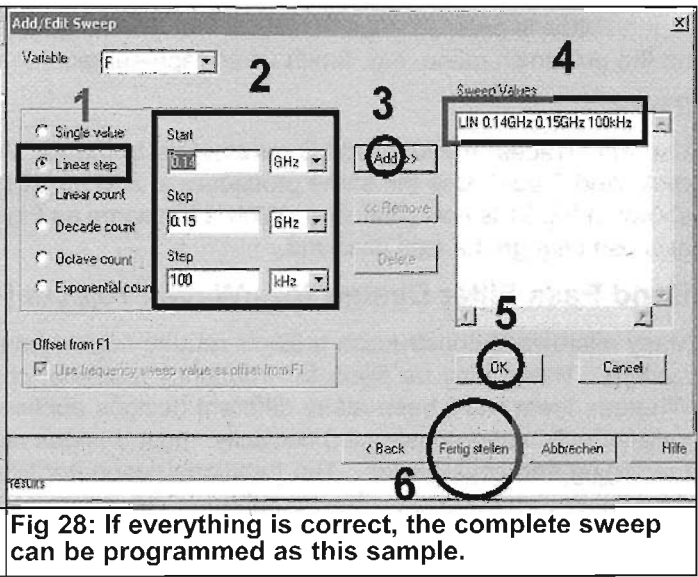 Add/Edit Sweep
Variable F
1 2 3 4
Sweep Values
Single value
Linear step
Linear count
Decade count
Octave count
Exponential coun
Start
0.14 GHz
Step
0.15 GHz
Step
100 kHz
Add >>
<< Remove
Delete
LIN 0.14GHz 0.15GHz 100kHz
5
Offset from F1
Use frequency sweep value as offset from F1
OK Cancel
< Back Fertig stellen Abbrechen Hilfe
6
results
Fig 28: If everything is correct, the complete sweep
can be programmed as this sample.